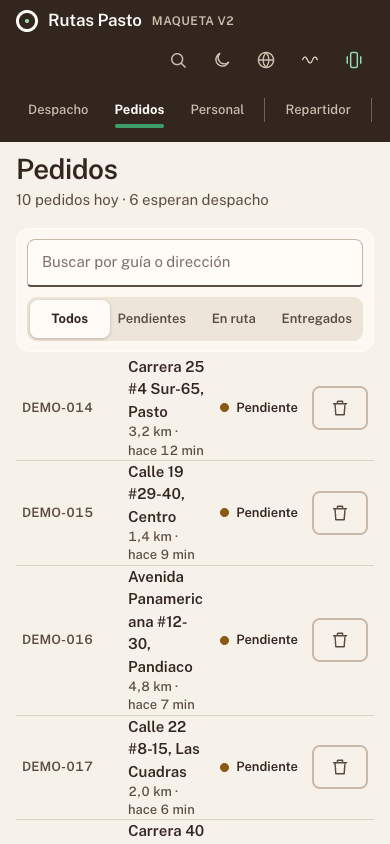 Rutas Pasto MAQUETA V2
Despacho Pedidos Personal Repartidor
Pedidos
10 pedidos hoy · 6 esperan despacho
Buscar por guía o dirección
Todos Pendientes En ruta Entregados
DEMO-014
Carrera 25
#4 Sur-65,
Pasto
3,2 km ·
hace 12 min
Pendiente
DEMO-015
Calle 19
#29-40,
Centro
1,4 km ·
hace 9 min
Pendiente
DEMO-016
Avenida
Panameric
ana #12-
30,
Pandiaco
4,8 km ·
hace 7 min
Pendiente
DEMO-017
Calle 22
#8-15, Las
Cuadras
2,0 km ·
hace 6 min
Pendiente
Carrera 40